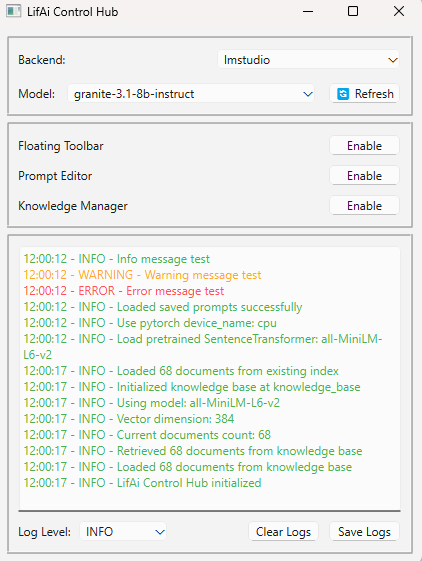 LifAi Control Hub
Backend: lmstudio
Model: granite-3.1-8b-instruct Refresh
Floating Toolbar Enable
Prompt Editor Enable
Knowledge Manager Enable
12:00:12 - INFO - Info message test
12:00:12 - WARNING - Warning message test
12:00:12 - ERROR - Error message test
12:00:12 - INFO - Loaded saved prompts successfully
12:00:12 - INFO - Use pytorch device_name: cpu
12:00:12 - INFO - Load pretrained SentenceTransformer: all-MiniLM-
L6-v2
12:00:17 - INFO - Loaded 68 documents from existing index
12:00:17 - INFO - Initialized knowledge base at knowledge_base
12:00:17 - INFO - Using model: all-MiniLM-L6-v2
12:00:17 - INFO - Vector dimension: 384
12:00:17 - INFO - Current documents count: 68
12:00:17 - INFO - Retrieved 68 documents from knowledge base
12:00:17 - INFO - Loaded 68 documents from knowledge base
12:00:17 - INFO - LifAi Control Hub initialized
Log Level: INFO Clear Logs Save Logs